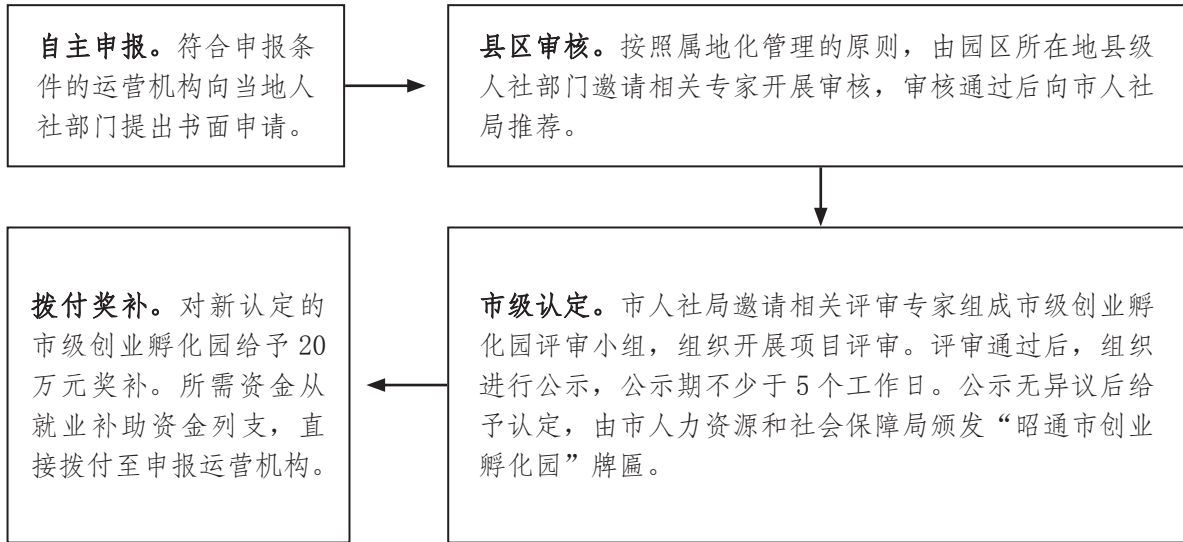 自主申报。符合申报条
件的运营机构向当地人
社部门提出书面申请。
县区审核。按照属地化管理的原则，由园区所在地县级
人社部门邀请相关专家开展审核，审核通过后向市人社
局推荐。
市级认定。市人社局邀请相关评审专家组成市级创业孵
化园评审小组，组织开展项目评审。评审通过后，组织
进行公示，公示期不少于 5 个工作日。公示无异议后给
予认定，由市人力资源和社会保障局颁发“昭通市创业
孵化园”牌匾。
拨付奖补。对新认定的
市级创业孵化园给予 20
万元奖补。所需资金从
就业补助资金列支，直
接拨付至申报运营机构。